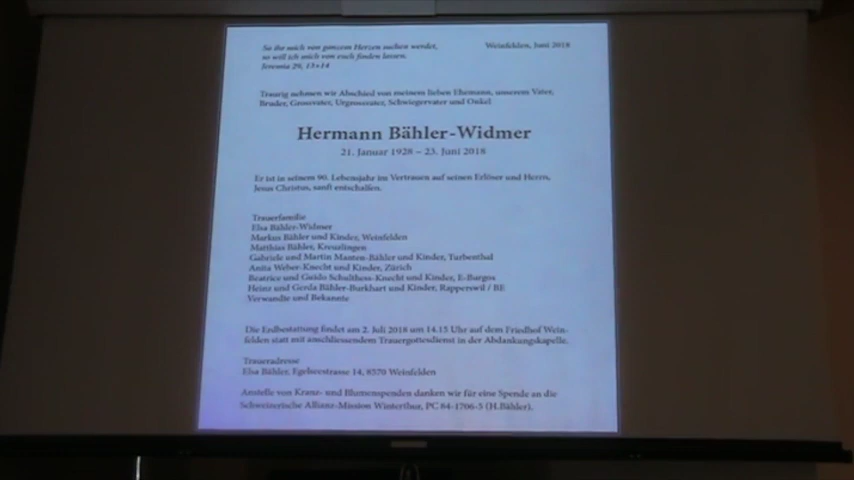 So ihr mich von ganzem Herzen suchen werdet,
so will ich mich von euch finden lassen.
Jeremia 29, 13+14
Weinfelden, Juni 2018
Traurig nehmen wir Abschied von meinem lieben Ehemann, unserem Vater,
Bruder, Grossvater, Urgrossvater, Schwiegervater und Onkel
Hermann Bähler-Widmer
21. Januar 1928 – 23. Juni 2018
Er ist in seinem 90. Lebensjahr im Vertrauen auf seinen Erlöser und Herrn,
Jesus Christus, sanft entschlafen.
Trauerfamilie
Elsa Bähler-Widmer
Markus Bähler und Kinder, Weinfelden
Matthias Bähler, Kreuzlingen
Gabriele und Martin Manten-Bähler und Kinder, Turbenthal
Anita Weber-Knecht und Kinder, Zürich
Beatrice und Guido Schulthess-Knecht und Kinder, E-Burgos
Heinz und Gerda Bähler-Burkhart und Kinder, Rapperswil / BE
Verwandte und Bekannte
Die Erdbestattung findet am 2. Juli 2018 um 14.15 Uhr auf dem Friedhof Wein-
felden statt mit anschliessendem Trauergottesdienst in der Abdankungskapelle.
Traueradresse
Elsa Bähler, Egelseestrasse 14, 8570 Weinfelden
Anstelle von Kranz- und Blumenspenden danken wir für eine Spende an die
Schweizerische Allianz-Mission Winterthur, PC 84-1706-5 (H.Bähler).